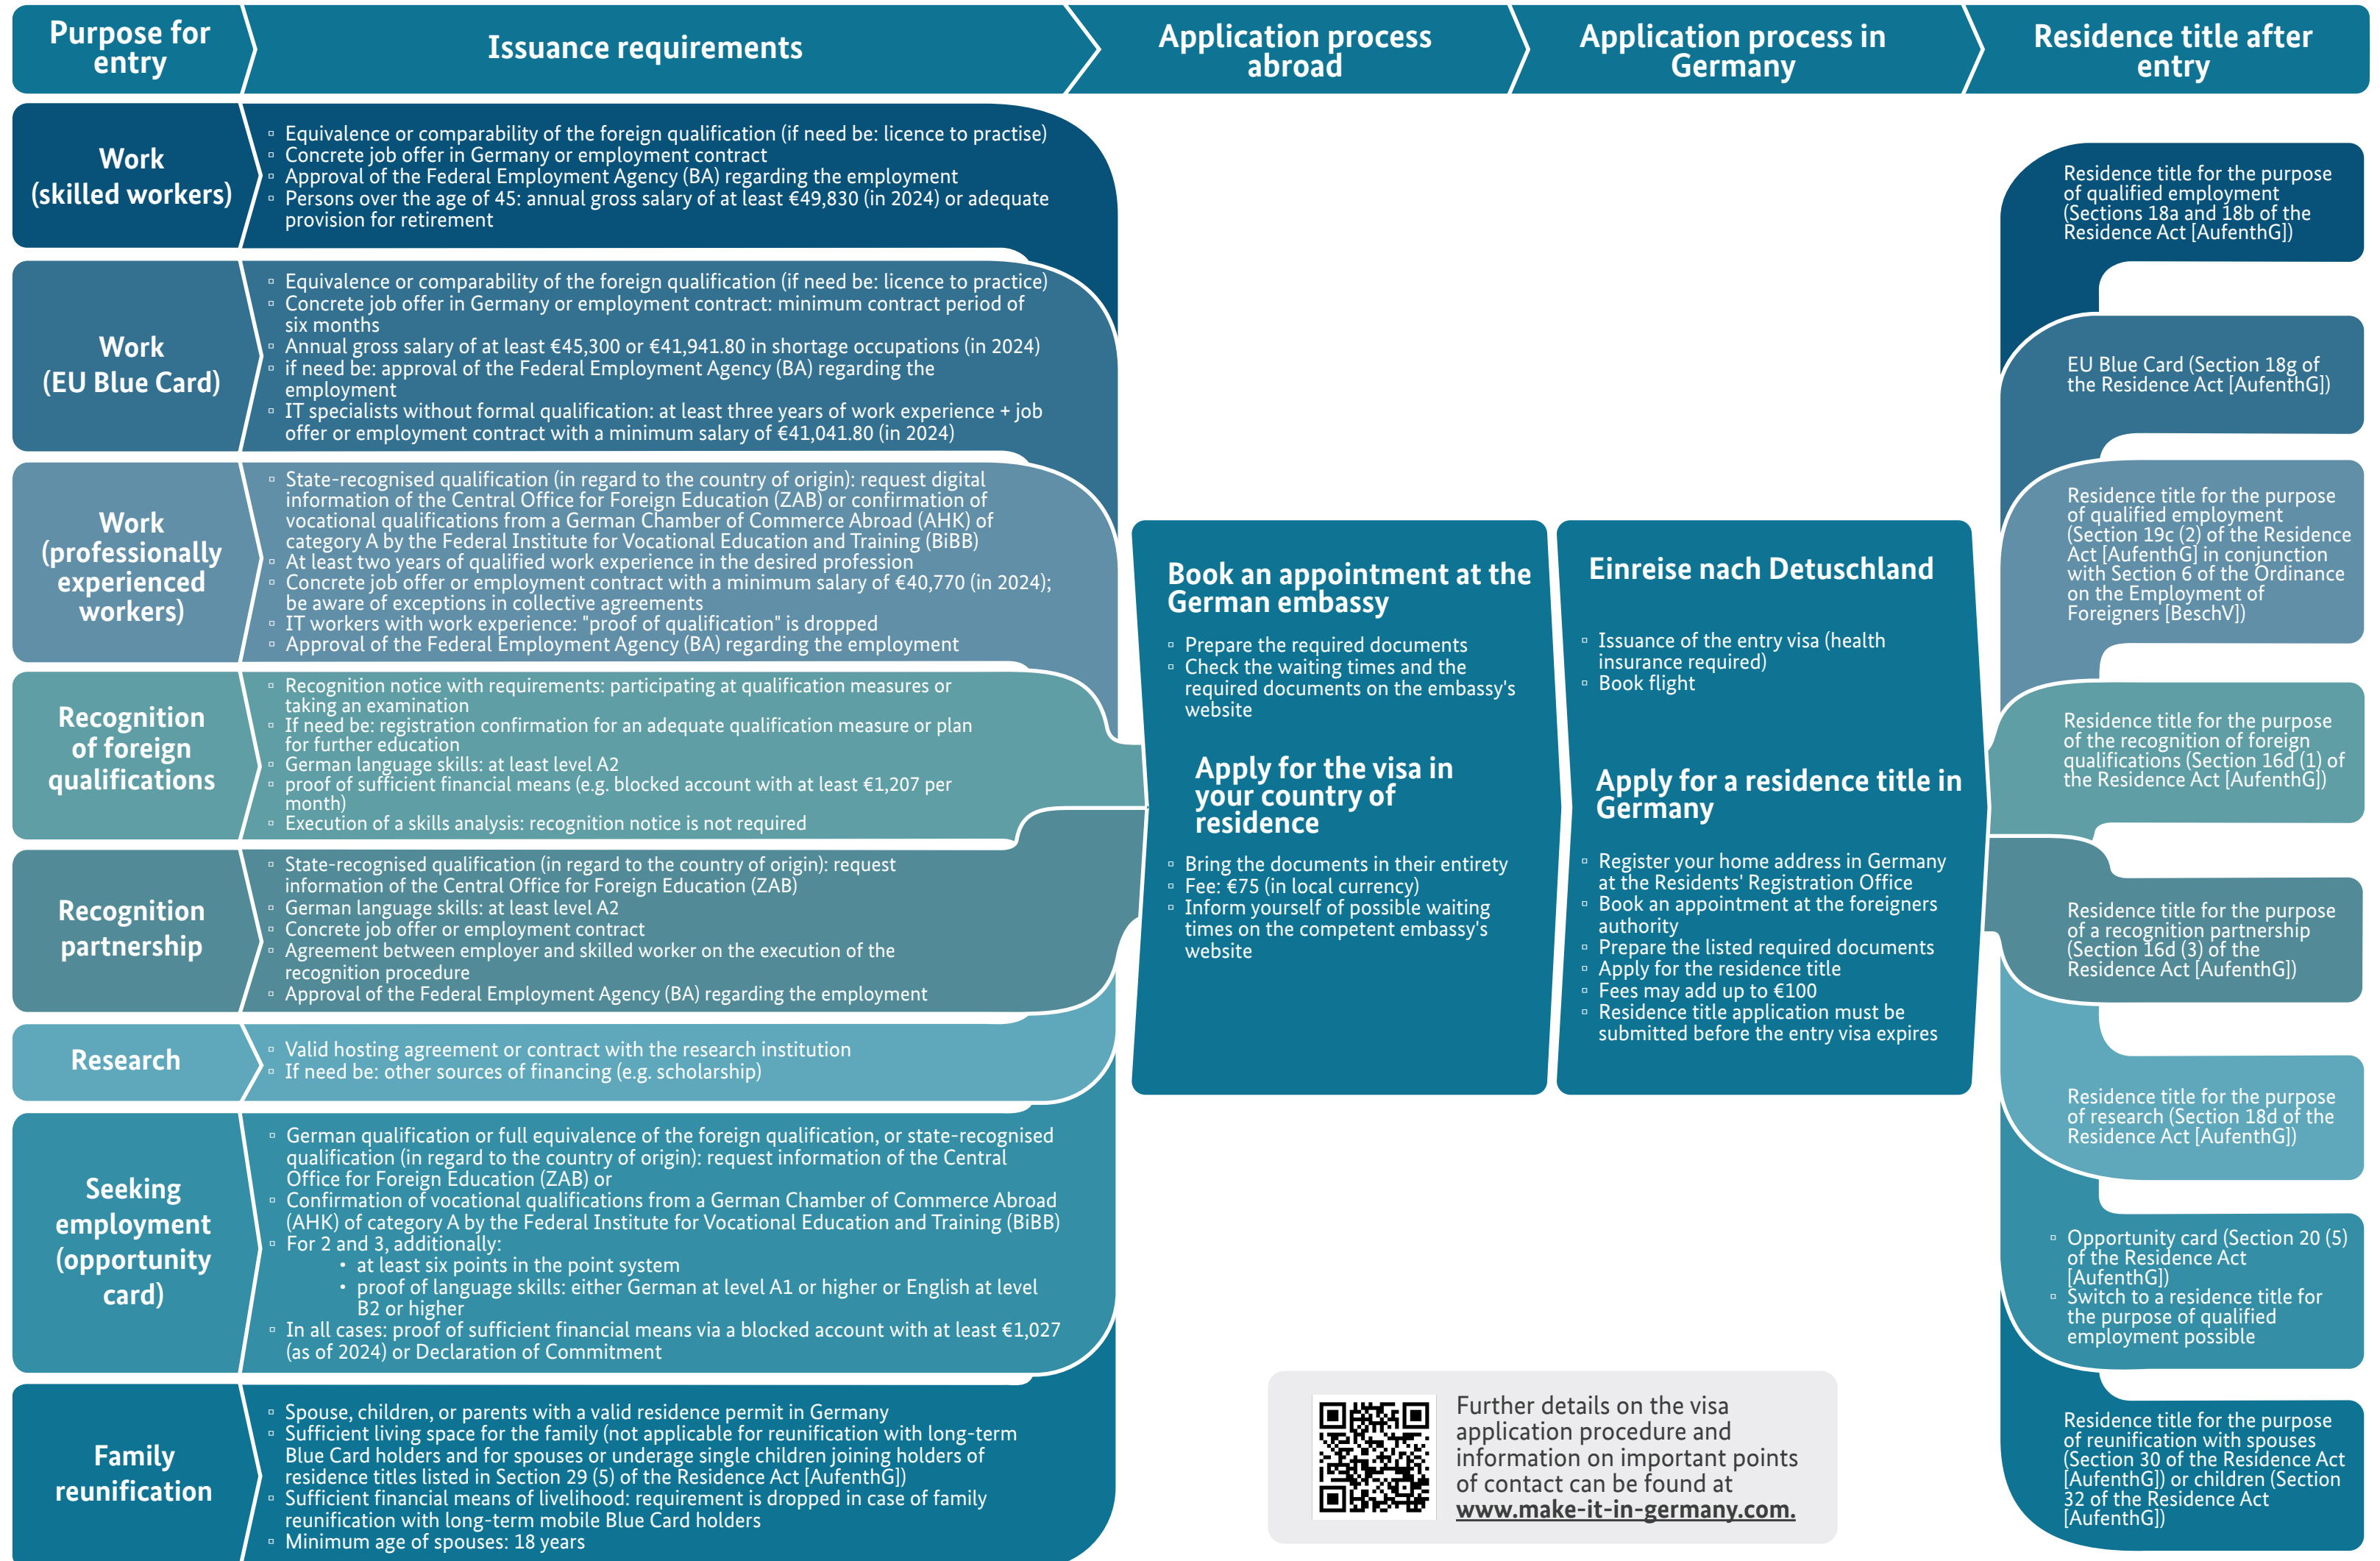 Purpose for
entry
Issuance requirements
Application process
abroad
Application process in
Germany
Residence title after
entry
Work
(skilled workers)
▫ Equivalence or comparability of the foreign qualification (if need be: licence to practise)
▫ Concrete job offer in Germany or employment contract
▫ Approval of the Federal Employment Agency (BA) regarding the employment
▫ Persons over the age of 45: annual gross salary of at least €49,830 (in 2024) or adequate
provision for retirement
Work
(EU Blue Card)
▫ Equivalence or comparability of the foreign qualification (if need be: licence to practice)
▫ Concrete job offer in Germany or employment contract: minimum contract period of
six months
▫ Annual gross salary of at least €45,300 or €41,941.80 in shortage occupations (in 2024)
▫ if need be: approval of the Federal Employment Agency (BA) regarding the
employment
▫ IT specialists without formal qualification: at least three years of work experience + job
offer or employment contract with a minimum salary of €41,041.80 (in 2024)
Work
(professionally
experienced
workers)
▫ State-recognised qualification (in regard to the country of origin): request digital
information of the Central Office for Foreign Education (ZAB) or confirmation of
vocational qualifications from a German Chamber of Commerce Abroad (AHK) of
category A by the Federal Institute for Vocational Education and Training (BiBB)
▫ At least two years of qualified work experience in the desired profession
▫ Concrete job offer or employment contract with a minimum salary of €40,770 (in 2024);
be aware of exceptions in collective agreements
▫ IT workers with work experience: "proof of qualification" is dropped
▫ Approval of the Federal Employment Agency (BA) regarding the employment
Recognition
of foreign
qualifications
▫ Recognition notice with requirements: participating at qualification measures or
taking an examination
▫ If need be: registration confirmation for an adequate qualification measure or plan
for further education
▫ German language skills: at least level A2
▫ proof of sufficient financial means (e.g. blocked account with at least €1,207 per
month)
▫ Execution of a skills analysis: recognition notice is not required
Recognition
partnership
▫ State-recognised qualification (in regard to the country of origin): request
information of the Central Office for Foreign Education (ZAB)
▫ German language skills: at least level A2
▫ Concrete job offer or employment contract
▫ Agreement between employer and skilled worker on the execution of the
recognition procedure
▫ Approval of the Federal Employment Agency (BA) regarding the employment
Research
▫ Valid hosting agreement or contract with the research institution
▫ If need be: other sources of financing (e.g. scholarship)
Seeking
employment
(opportunity
card)
▫ German qualification or full equivalence of the foreign qualification, or state-recognised
qualification (in regard to the country of origin): request information of the Central
Office for Foreign Education (ZAB) or
▫ Confirmation of vocational qualifications from a German Chamber of Commerce Abroad
(AHK) of category A by the Federal Institute for Vocational Education and Training (BiBB)
▫ For 2 and 3, additionally:
• at least six points in the point system
• proof of language skills: either German at level A1 or higher or English at level
B2 or higher
▫ In all cases: proof of sufficient financial means via a blocked account with at least €1,027
(as of 2024) or Declaration of Commitment
Family
reunification
▫ Spouse, children, or parents with a valid residence permit in Germany
▫ Sufficient living space for the family (not applicable for reunification with long-term
Blue Card holders and for spouses or underage single children joining holders of
residence titles listed in Section 29 (5) of the Residence Act [AufenthG])
▫ Sufficient financial means of livelihood: requirement is dropped in case of family
reunification with long-term mobile Blue Card holders
▫ Minimum age of spouses: 18 years
Book an appointment at the
German embassy
▫ Prepare the required documents
▫ Check the waiting times and the
required documents on the embassy's
website
Apply for the visa in
your country of
residence
▫ Bring the documents in their entirety
▫ Fee: €75 (in local currency)
▫ Inform yourself of possible waiting
times on the competent embassy's
website
Einreise nach Detuschland
▫ Issuance of the entry visa (health
insurance required)
▫ Book flight
Apply for a residence title in
Germany
▫ Register your home address in Germany
at the Residents' Registration Office
▫ Book an appointment at the foreigners
authority
▫ Prepare the listed required documents
▫ Apply for the residence title
▫ Fees may add up to €100
▫ Residence title application must be
submitted before the entry visa expires
Residence title for the purpose
of qualified employment
(Sections 18a and 18b of the
Residence Act [AufenthG])
EU Blue Card (Section 18g of
the Residence Act [AufenthG])
Residence title for the purpose
of qualified employment
(Section 19c (2) of the Residence
Act [AufenthG] in conjunction
with Section 6 of the Ordinance
on the Employment of
Foreigners [BeschV])
Residence title for the purpose
of the recognition of foreign
qualifications (Section 16d (1) of
the Residence Act [AufenthG])
Residence title for the purpose
of a recognition partnership
(Section 16d (3) of the
Residence Act [AufenthG])
Residence title for the purpose
of research (Section 18d of the
Residence Act [AufenthG])
▫ Opportunity card (Section 20 (5)
of the Residence Act
[AufenthG])
▫ Switch to a residence title for
the purpose of qualified
employment possible
Residence title for the purpose
of reunification with spouses
(Section 30 of the Residence Act
[AufenthG]) or children (Section
32 of the Residence Act
[AufenthG])
Further details on the visa
application procedure and
information on important points
of contact can be found at
www.make-it-in-germany.com.